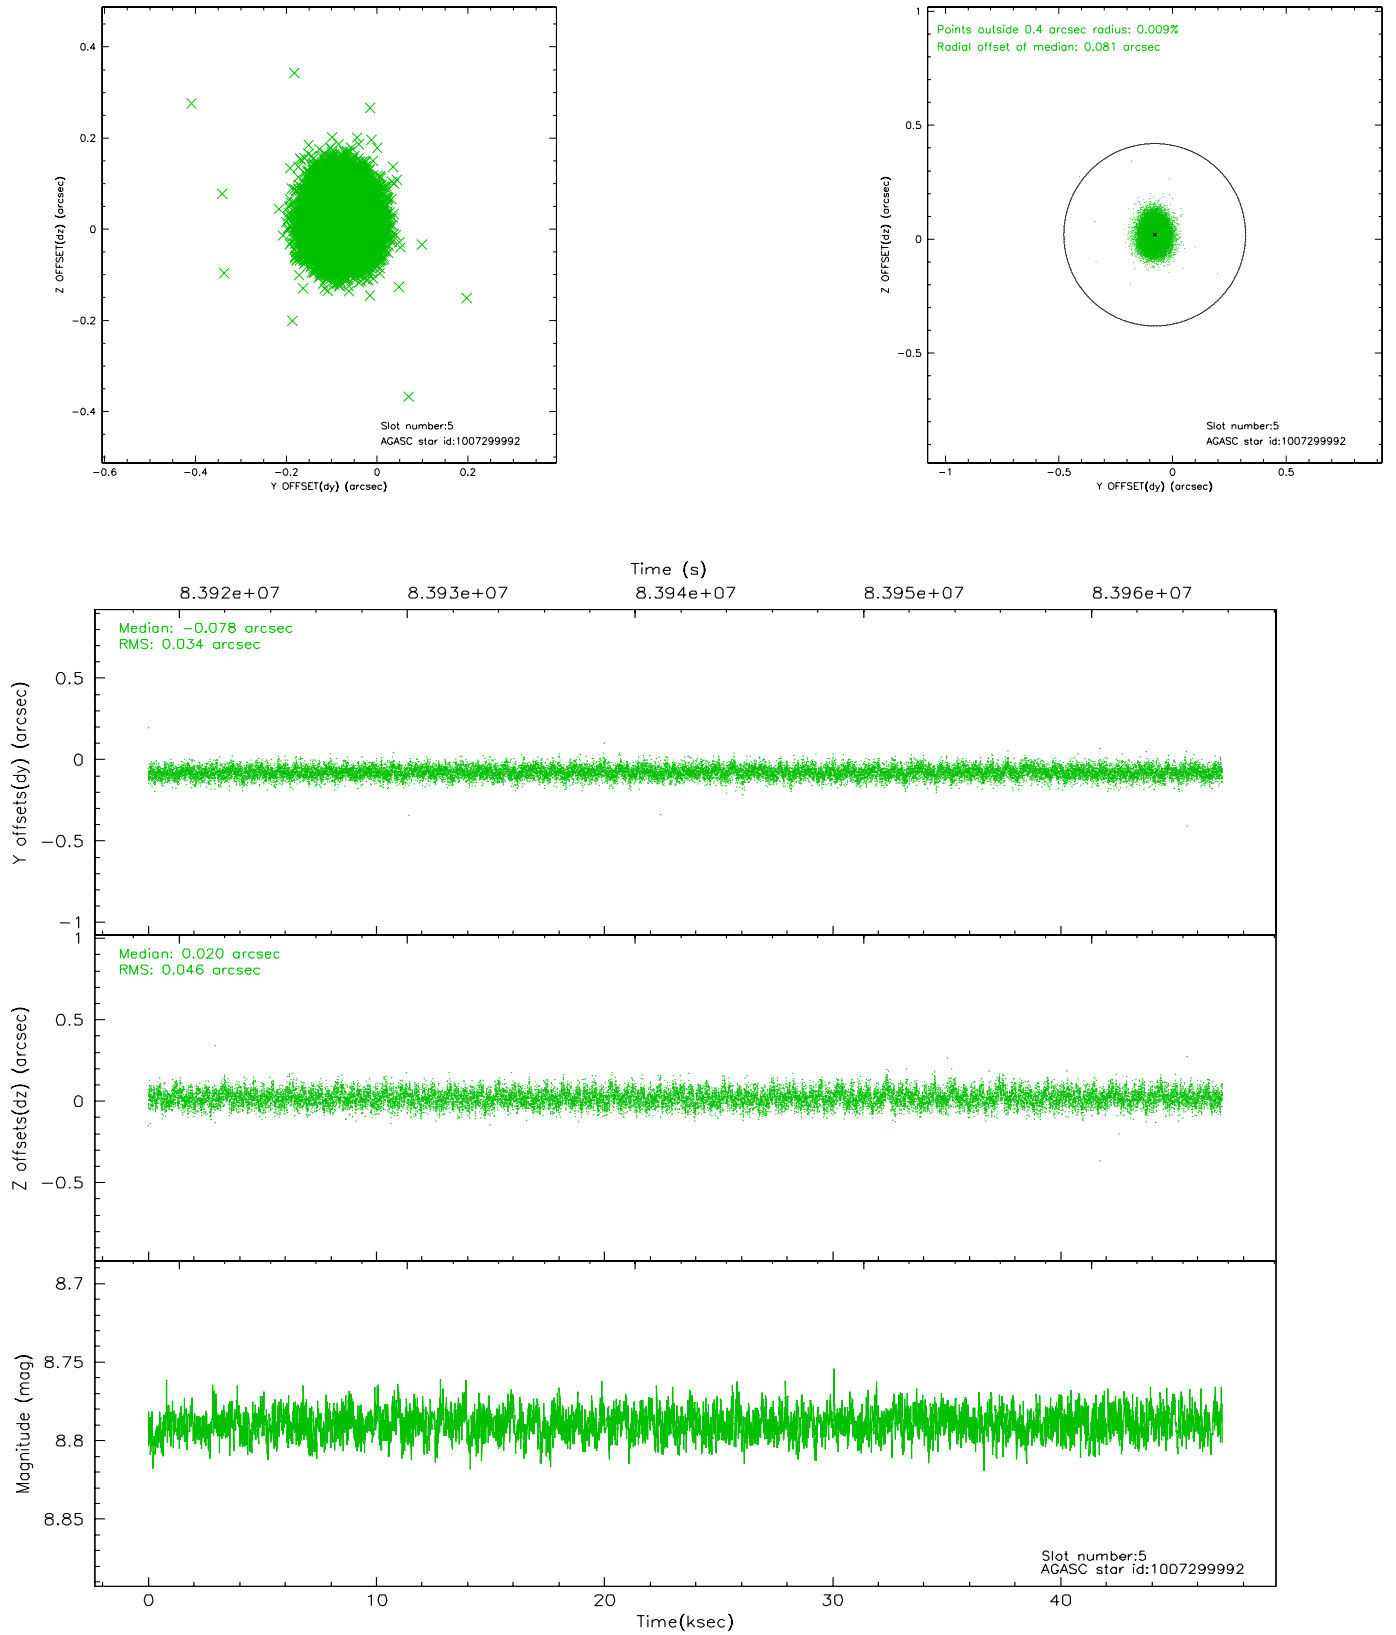 0.4
0.2
0
−0.2
−0.4
Z OFFSET(dz) (arcsec)
Slot number:5
AGASC star id:1007299992
−0.6
−0.4
−0.2
0
0.2
Y OFFSET(dy) (arcsec)
Points outside 0.4 arcsec radius: 0.009%
Radial offset of median: 0.081 arcsec
1
0.5
0
−0.5
Z OFFSET(dz) (arcsec)
Slot number:5
AGASC star id:1007299992
−1
−0.5
0
0.5
Y OFFSET(dy) (arcsec)
Time (s)
8.392e+07
8.393e+07
8.394e+07
8.395e+07
8.396e+07
Median: −0.078 arcsec
RMS: 0.034 arcsec
0.5
0
−0.5
−1
Y offsets(dy) (arcsec)
Median: 0.020 arcsec
RMS: 0.046 arcsec
1
0.5
0
−0.5
Z offsets(dz) (arcsec)
8.7
8.75
8.8
8.85
Magnitude (mag)
Slot number:5
AGASC star id:1007299992
0
10
20
30
40
Time(ksec)